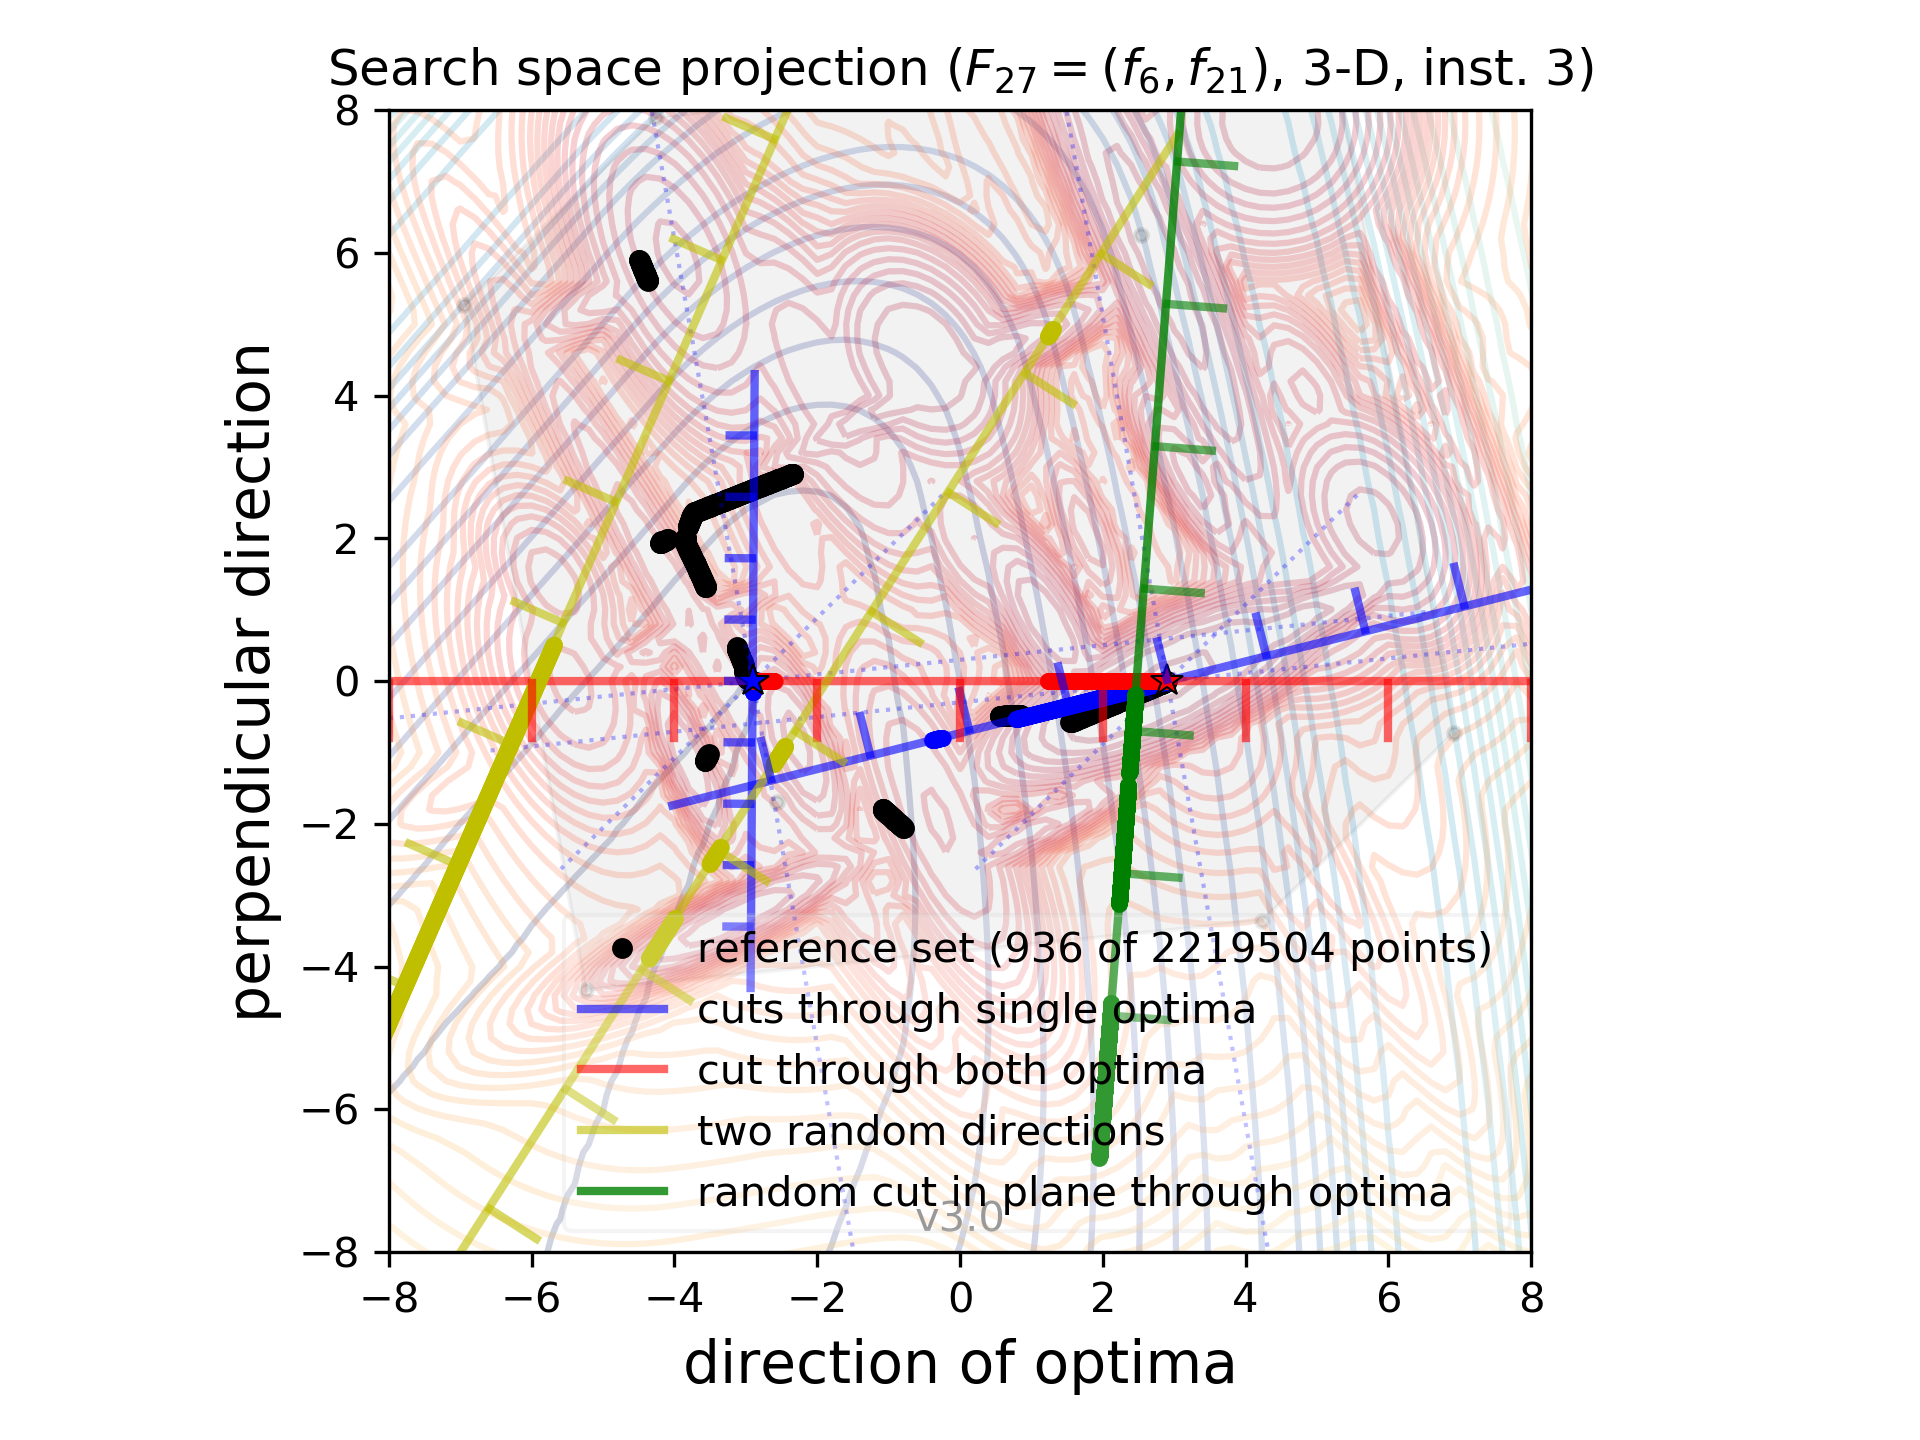 Search space projection (F₂₇ = (f₆, f₂₁), 3-D, inst. 3)
8
6
4
2
0
−2
−4
−6
−8
perpendicular direction
reference set (936 of 2219504 points)
cuts through single optima
cut through both optima
two random directions
random cut in plane through optima
v3.0
−8 −6 −4 −2 0 2 4 6 8
direction of optima